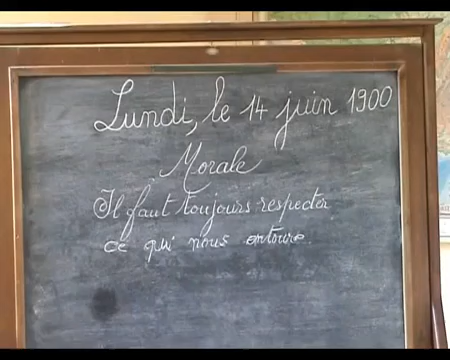 Lundi, le 14 juin 1900
Morale
Il faut toujours respecter
ce qui nous entoure.